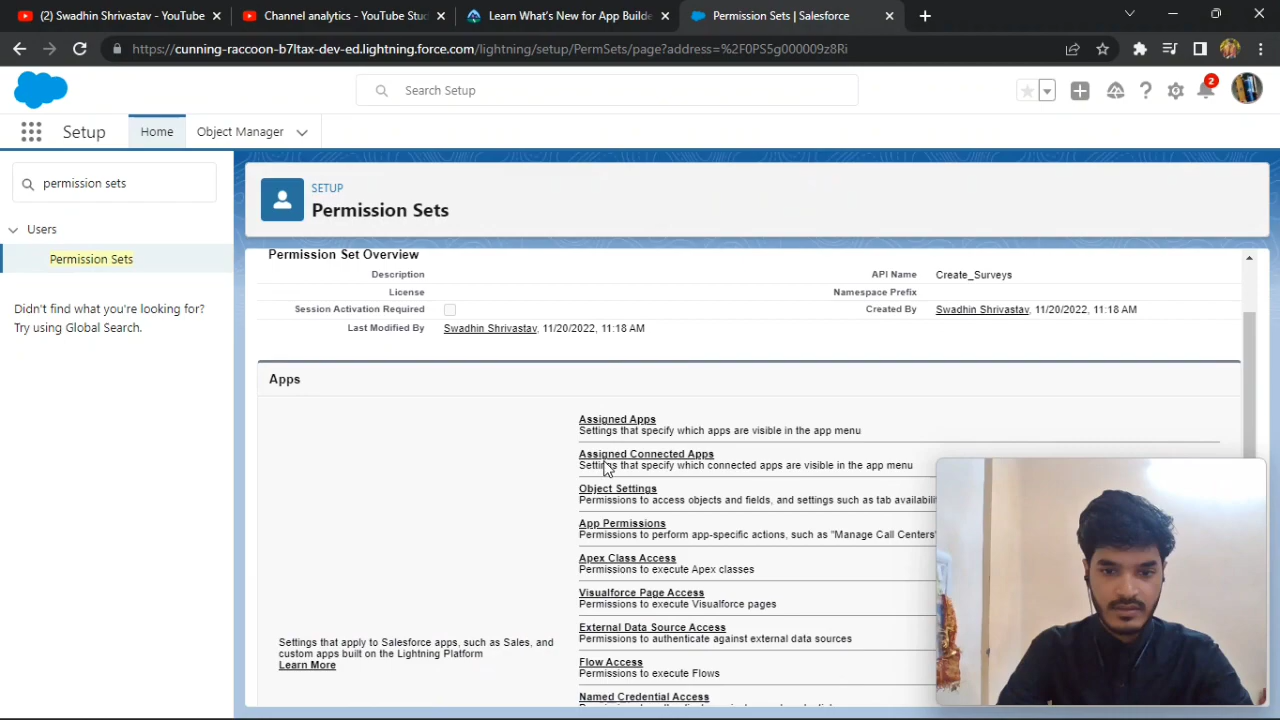 (2) Swadhin Shrivastav - YouTube
Channel analytics - YouTube Stu
Learn What's New for App Builde
Permission Sets | Salesforce
https://cunning-raccoon-b7ltax-dev-ed.lightning.force.com/lightning/setup/PermSets/page?address=%2F0PS5g000009z8Ri
Search Setup
2
Setup
Home
Object Manager
permission sets
Users
Permission Sets
Didn't find what you're looking for?
Try using Global Search.
SETUP
Permission Sets
Permission Set Overview
Description
API Name Create_Surveys
License
Namespace Prefix
Session Activation Required
Created By Swadhin Shrivastav, 11/20/2022, 11:18 AM
Last Modified By Swadhin Shrivastav, 11/20/2022, 11:18 AM
Apps
Assigned Apps
Settings that specify which apps are visible in the app menu
Assigned Connected Apps
Settings that specify which connected apps are visible in the app menu
Object Settings
Permissions to access objects and fields, and settings such as tab availabili
App Permissions
Permissions to perform app-specific actions, such as "Manage Call Centers"
Apex Class Access
Permissions to execute Apex classes
Visualforce Page Access
Permissions to execute Visualforce pages
External Data Source Access
Permissions to authenticate against external data sources
Flow Access
Permissions to execute Flows
Named Credential Access
Settings that apply to Salesforce apps, such as Sales, and
custom apps built on the Lightning Platform
Learn More